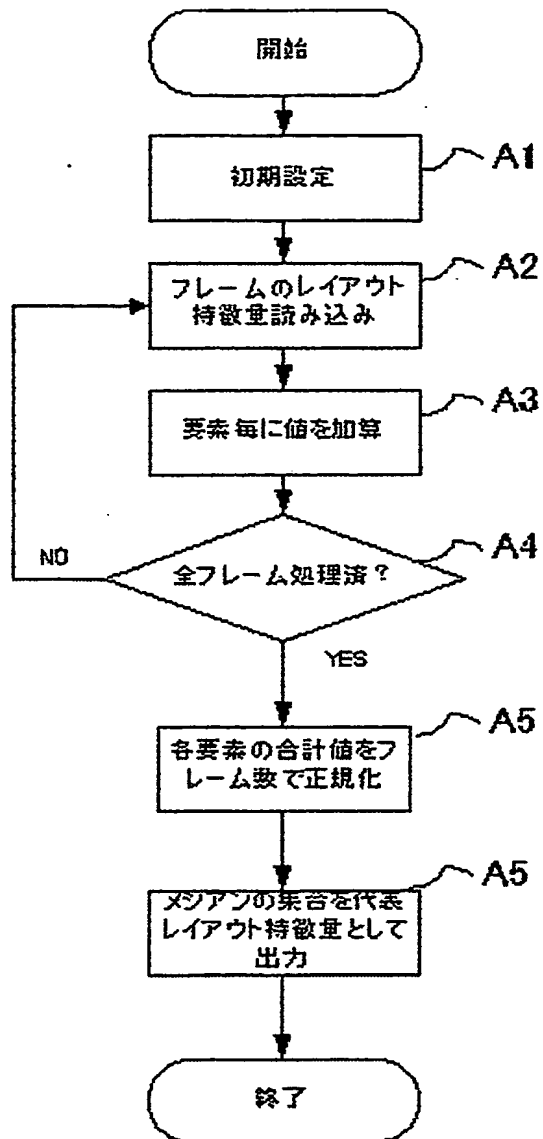 開始
初期設定
A1
フレームのレイアウト
特徴量読み込み
A2
要素毎に値を加算
A3
全フレーム処理済?
A4
NO
YES
各要素の合計値をフ
レーム数で正規化
A5
メジアンの集合を代表
レイアウト特徴量として
出力
A5
終了